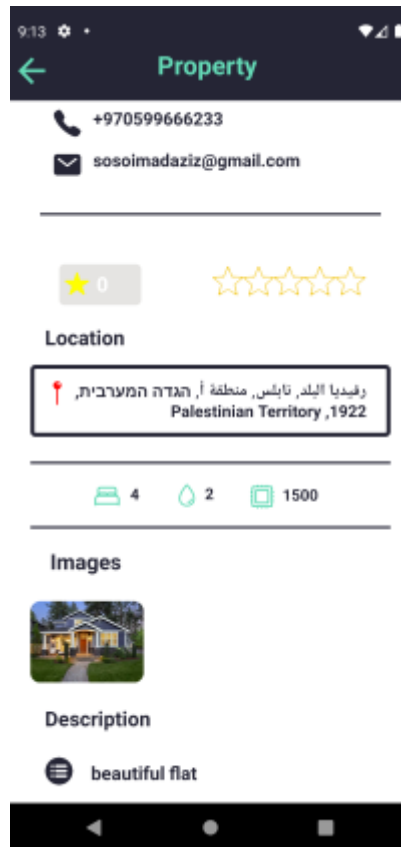 9:13
Property
+970599666233
sosoimadaziz@gmail.com
0
Location
رفيديا البلد, نابلس, منطقة أ, הגדה המערבית,
Palestinian Territory ,1922
4 2 1500
Images
Description
beautiful flat